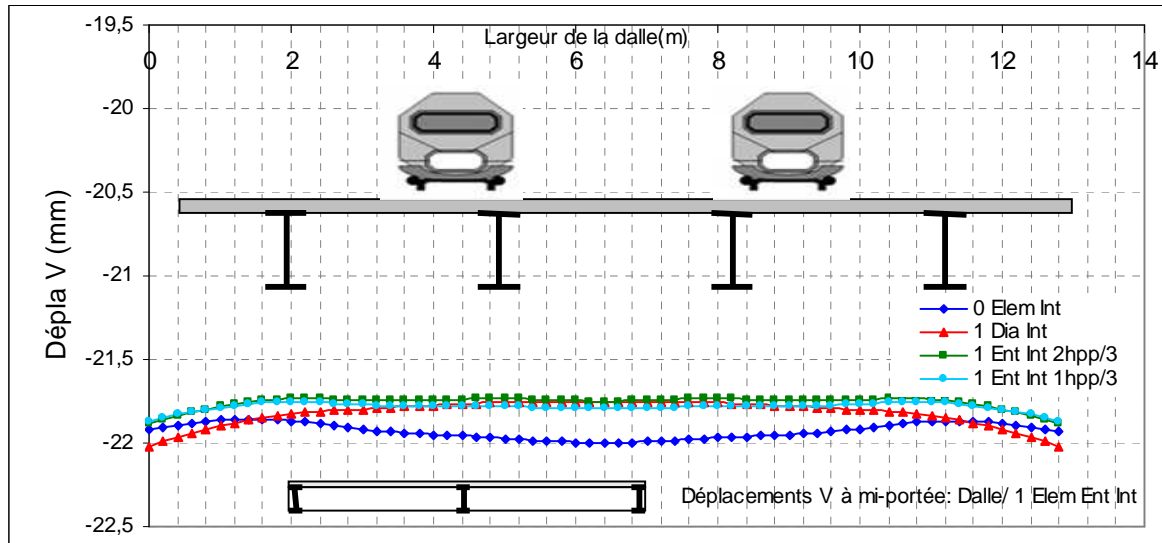 -19,5
Largeur de la dalle(m)
0 2 4 6 8 10 12 14
-20
-20,5
-21
-21,5
-22
-22,5
Dépla V (mm)
0 Elem Int
1 Dia Int
1 Ent Int 2hpp/3
1 Ent Int 1hpp/3
Déplacements V à mi-portée: Dalle/ 1 Elem Ent Int